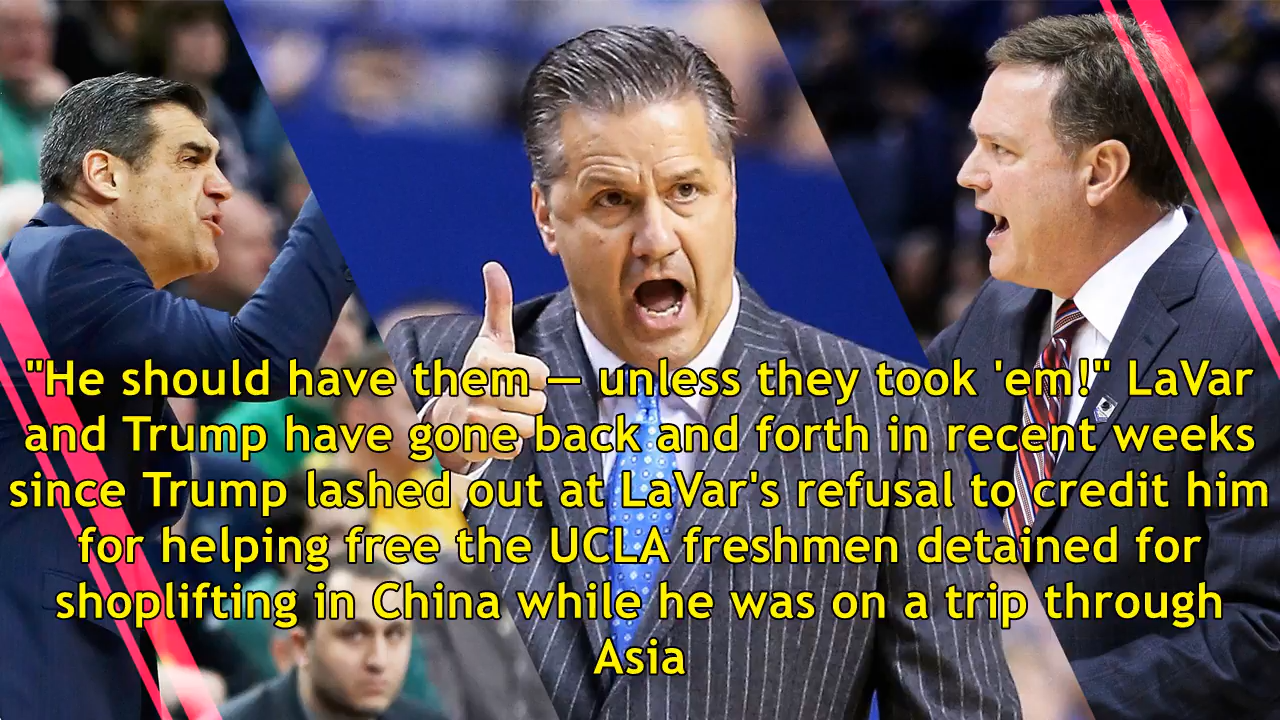 "He should have them — unless they took 'em!" LaVar
and Trump have gone back and forth in recent weeks
since Trump lashed out at LaVar's refusal to credit him
for helping free the UCLA freshmen detained for
shoplifting in China while he was on a trip through
Asia